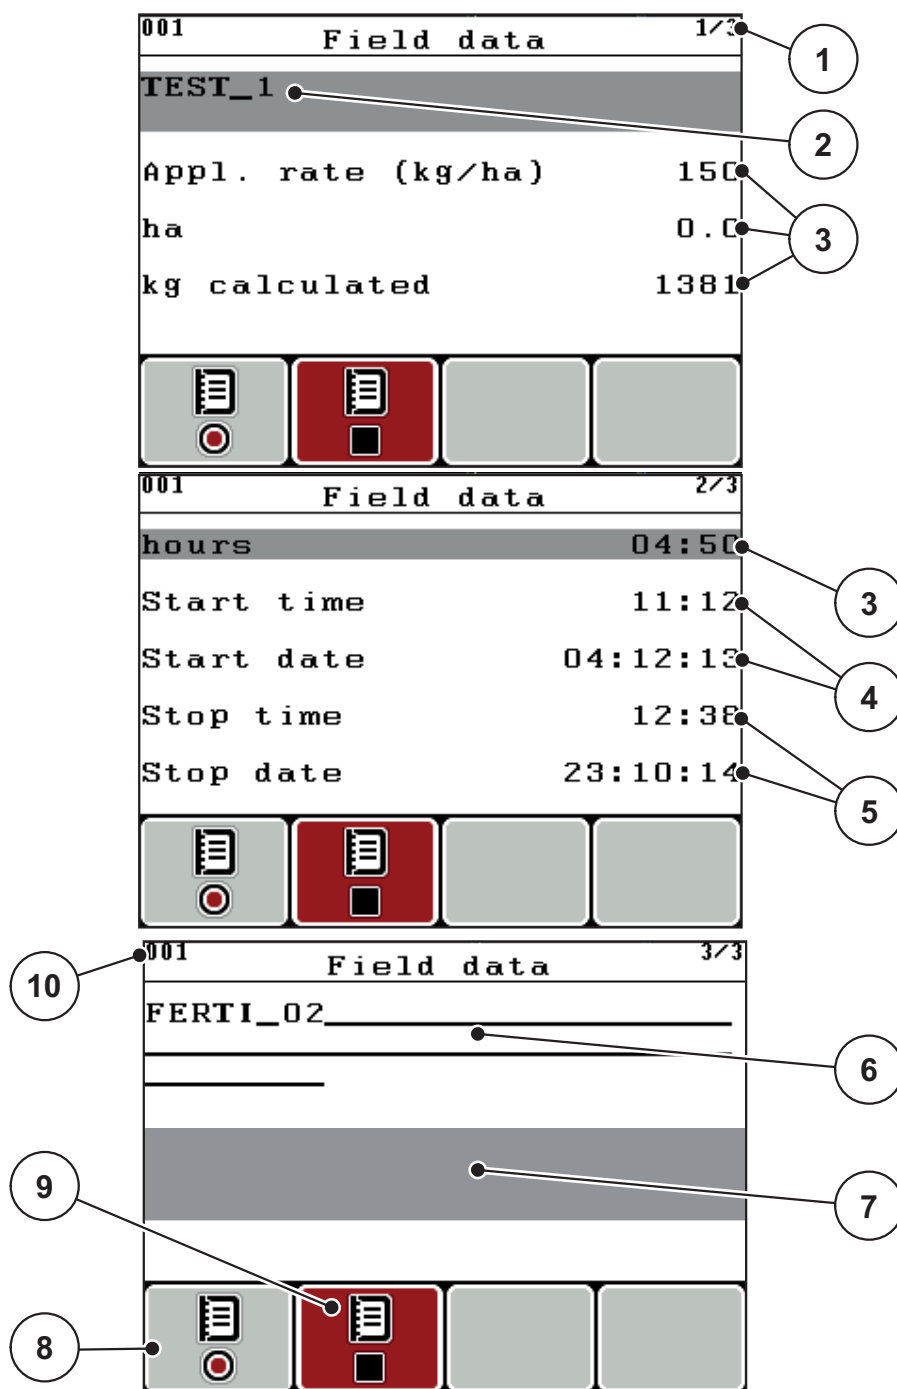 001 Field data 1/3
1
TEST_1
2
Appl. rate (kg/ha) 150
ha 0.0
3
kg calculated 1381
001 Field data 2/3
hours 04:50
3
Start time 11:12
Start date 04:12:13
4
Stop time 12:38
Stop date 23:10:14
5
001 Field data 3/3
10
FERTI_02
6
9
7
8